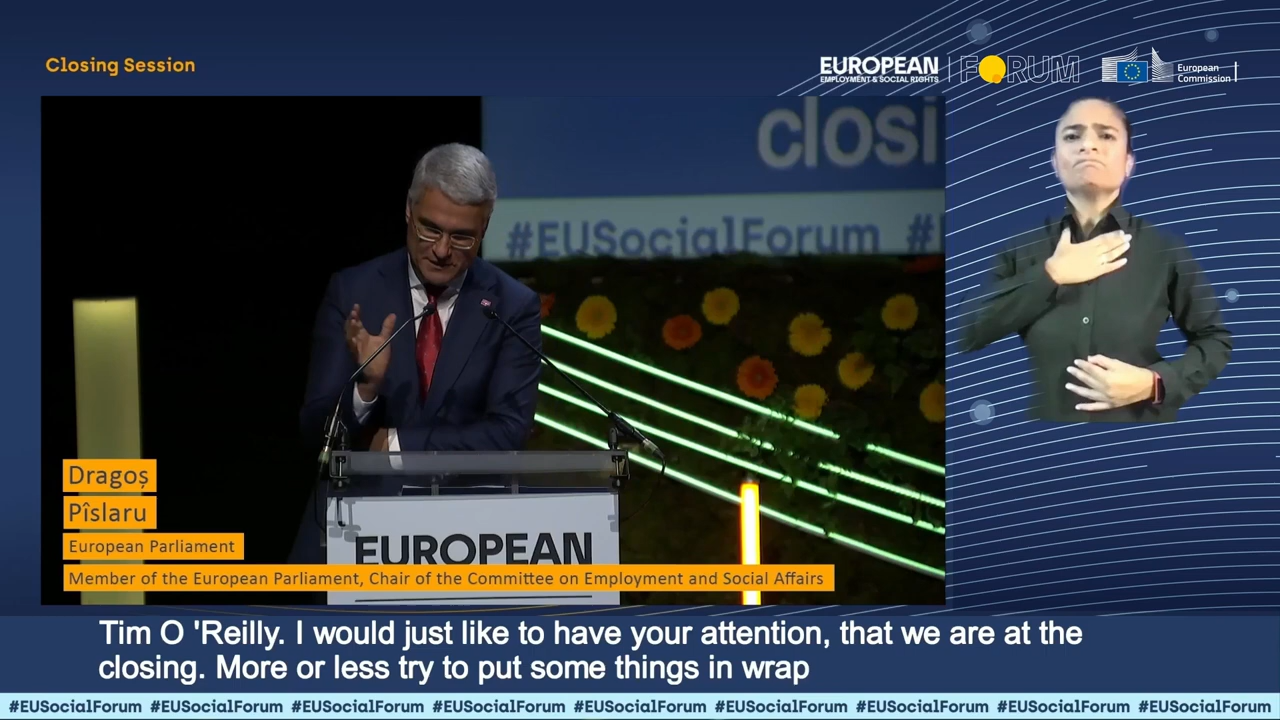 Closing Session
EUROPEAN
EMPLOYMENT & SOCIAL RIGHTS
FORUM
European
Commission
closi
#EUSocialForum #
Dragoș
Pîslaru
European Parliament
Member of the European Parliament, Chair of the Committee on Employment and Social Affairs
EUROPEAN
Tim O 'Reilly. I would just like to have your attention, that we are at the
closing. More or less try to put some things in wrap
#EUSocialForum #EUSocialForum #EUSocialForum #EUSocialForum #EUSocialForum #EUSocialForum #EUSocialForum #EUSocialForum #EUSocialForum